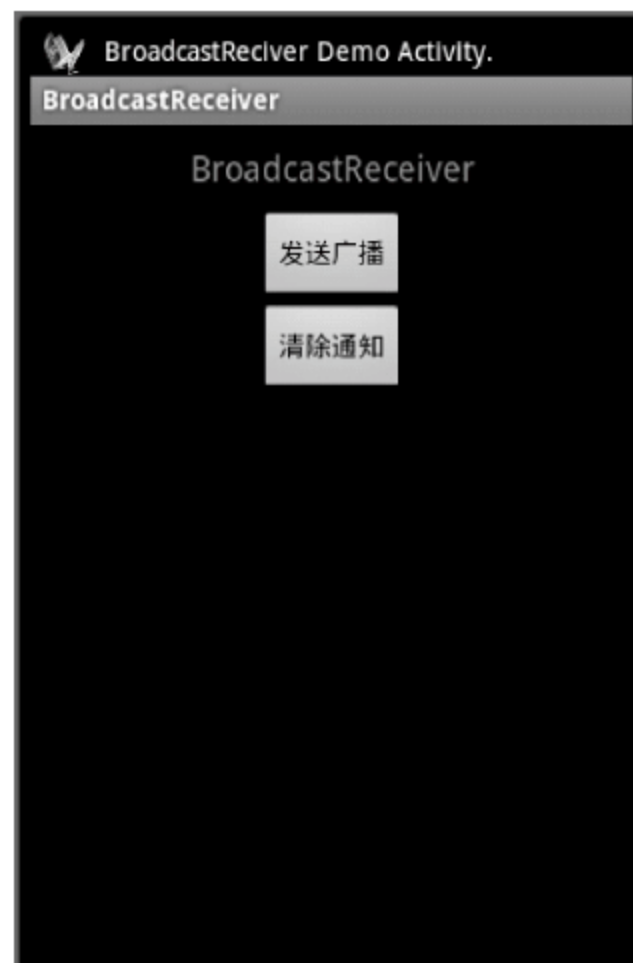 BroadcastReciver Demo Activity.
BroadcastReceiver
BroadcastReceiver
发送广播
清除通知